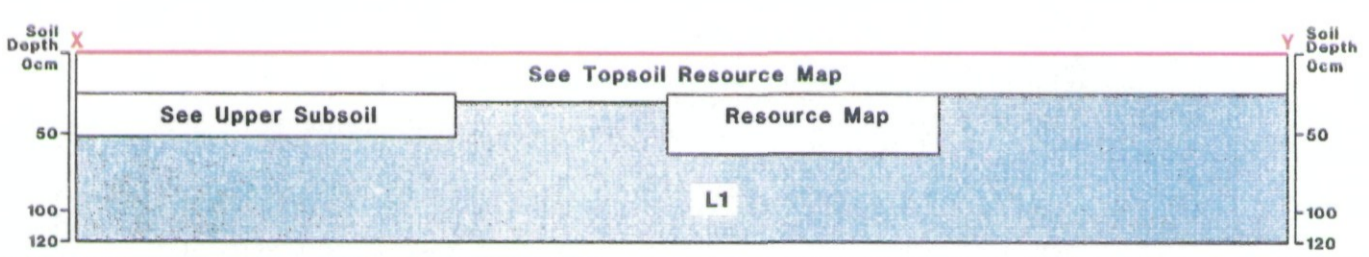 Soil
Depth
X
0cm
50
100
120
See Topsoil Resource Map
See Upper Subsoil
Resource Map
L1
Y
Soil
Depth
0cm
50
100
120